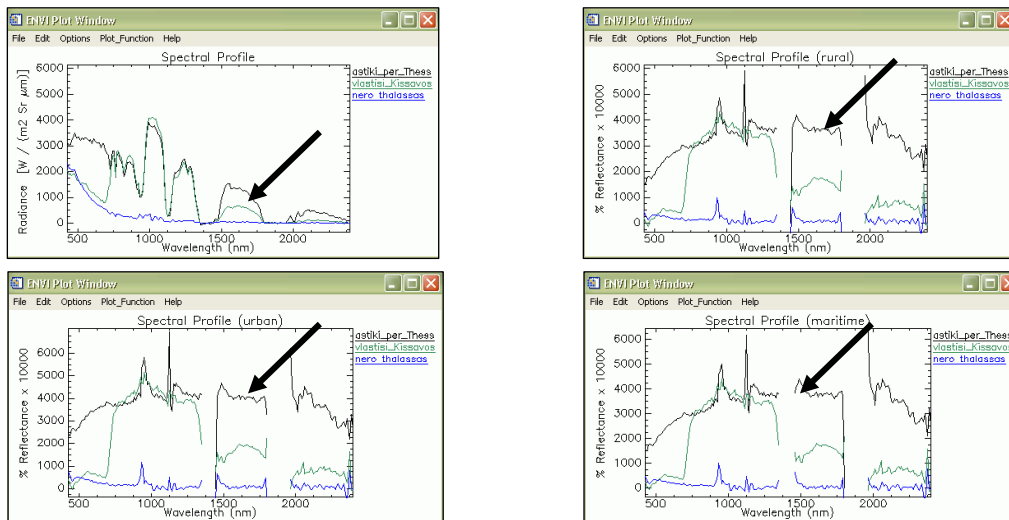 ENVI Plot Window
File Edit Options Plot_Function Help
Spectral Profile
Radiance [W / (m2 Sr μm)]
6000
5000
4000
3000
2000
1000
0
500 1000 1500 2000
Wavelength (nm)
astiki_per_Thess
vlastisi_Kissavos
nero thalassas
ENVI Plot Window
File Edit Options Plot_Function Help
Spectral Profile (rural)
% Reflectance x 10000
6000
5000
4000
3000
2000
1000
0
500 1000 1500 2000
Wavelength (nm)
astiki_per_Thess
vlastisi_Kissavos
nero thalassas
ENVI Plot Window
File Edit Options Plot_Function Help
Spectral Profile (urban)
% Reflectance x 10000
6000
5000
4000
3000
2000
1000
0
500 1000 1500 2000
Wavelength (nm)
astiki_per_Thess
vlastisi_Kissavos
nero thalassas
ENVI Plot Window
File Edit Options Plot_Function Help
Spectral Profile (maritime)
% Reflectance x 10000
6000
5000
4000
3000
2000
1000
0
500 1000 1500 2000
Wavelength (nm)
astiki_per_Thess
vlastisi_Kissavos
nero thalassas